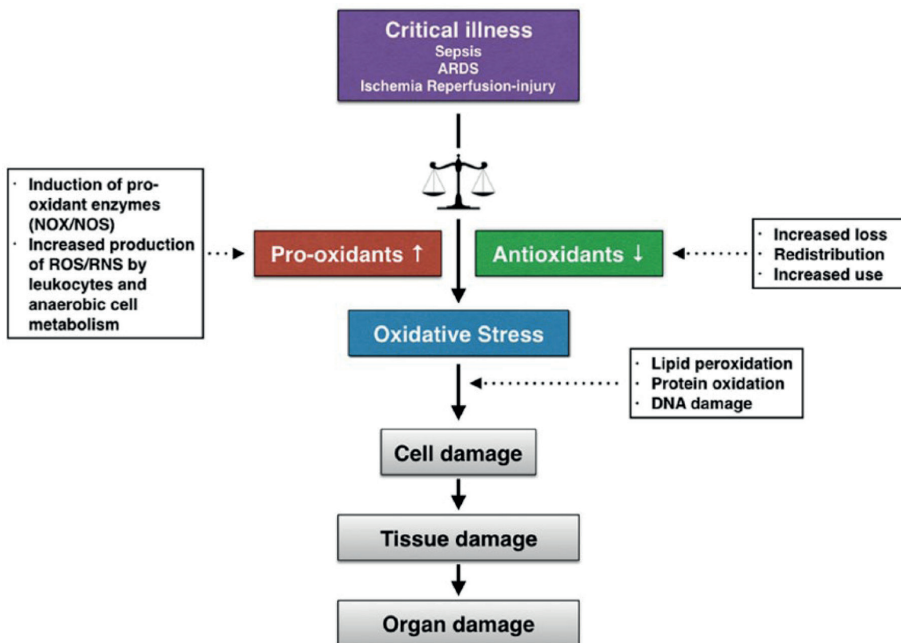 Critical illness
Sepsis
ARDS
Ischemia Reperfusion-injury
· Induction of pro-
oxidant enzymes
(NOX/NOS)
· Increased production
of ROS/RNS by
leukocytes and
anaerobic cell
metabolism
Pro-oxidants ↑
Antioxidants ↓
· Increased loss
· Redistribution
· Increased use
Oxidative Stress
· Lipid peroxidation
· Protein oxidation
· DNA damage
Cell damage
Tissue damage
Organ damage